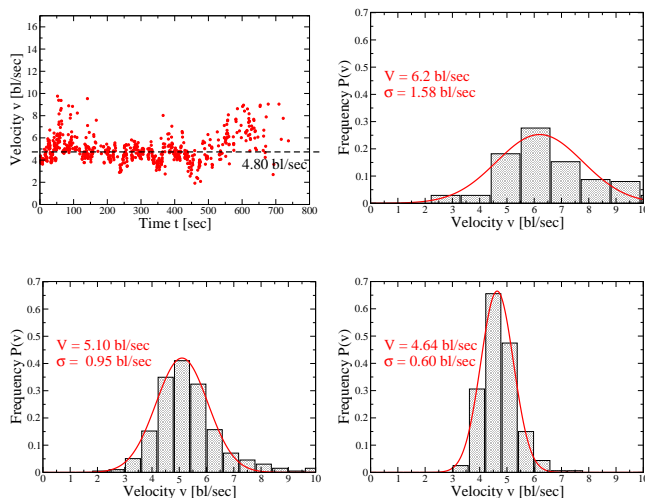 16
14
12
10
8
6
4
2
0
Velocity v [bl/sec]
4.80 bl/sec
0 100 200 300 400 500 600 700 800
Time t [sec]
0.7
0.6
0.5
0.4
0.3
0.2
0.1
0
Frequency P(v)
V = 6.2 bl/sec
σ = 1.58 bl/sec
0 1 2 3 4 5 6 7 8 9 10
Velocity v [bl/sec]
0.7
0.6
0.5
0.4
0.3
0.2
0.1
0
Frequency P(v)
V = 5.10 bl/sec
σ = 0.95 bl/sec
0 1 2 3 4 5 6 7 8 9 10
Velocity v [bl/sec]
0.7
0.6
0.5
0.4
0.3
0.2
0.1
0
Frequency P(v)
V = 4.64 bl/sec
σ = 0.60 bl/sec
0 1 2 3 4 5 6 7 8 9 10
Velocity v [bl/sec]